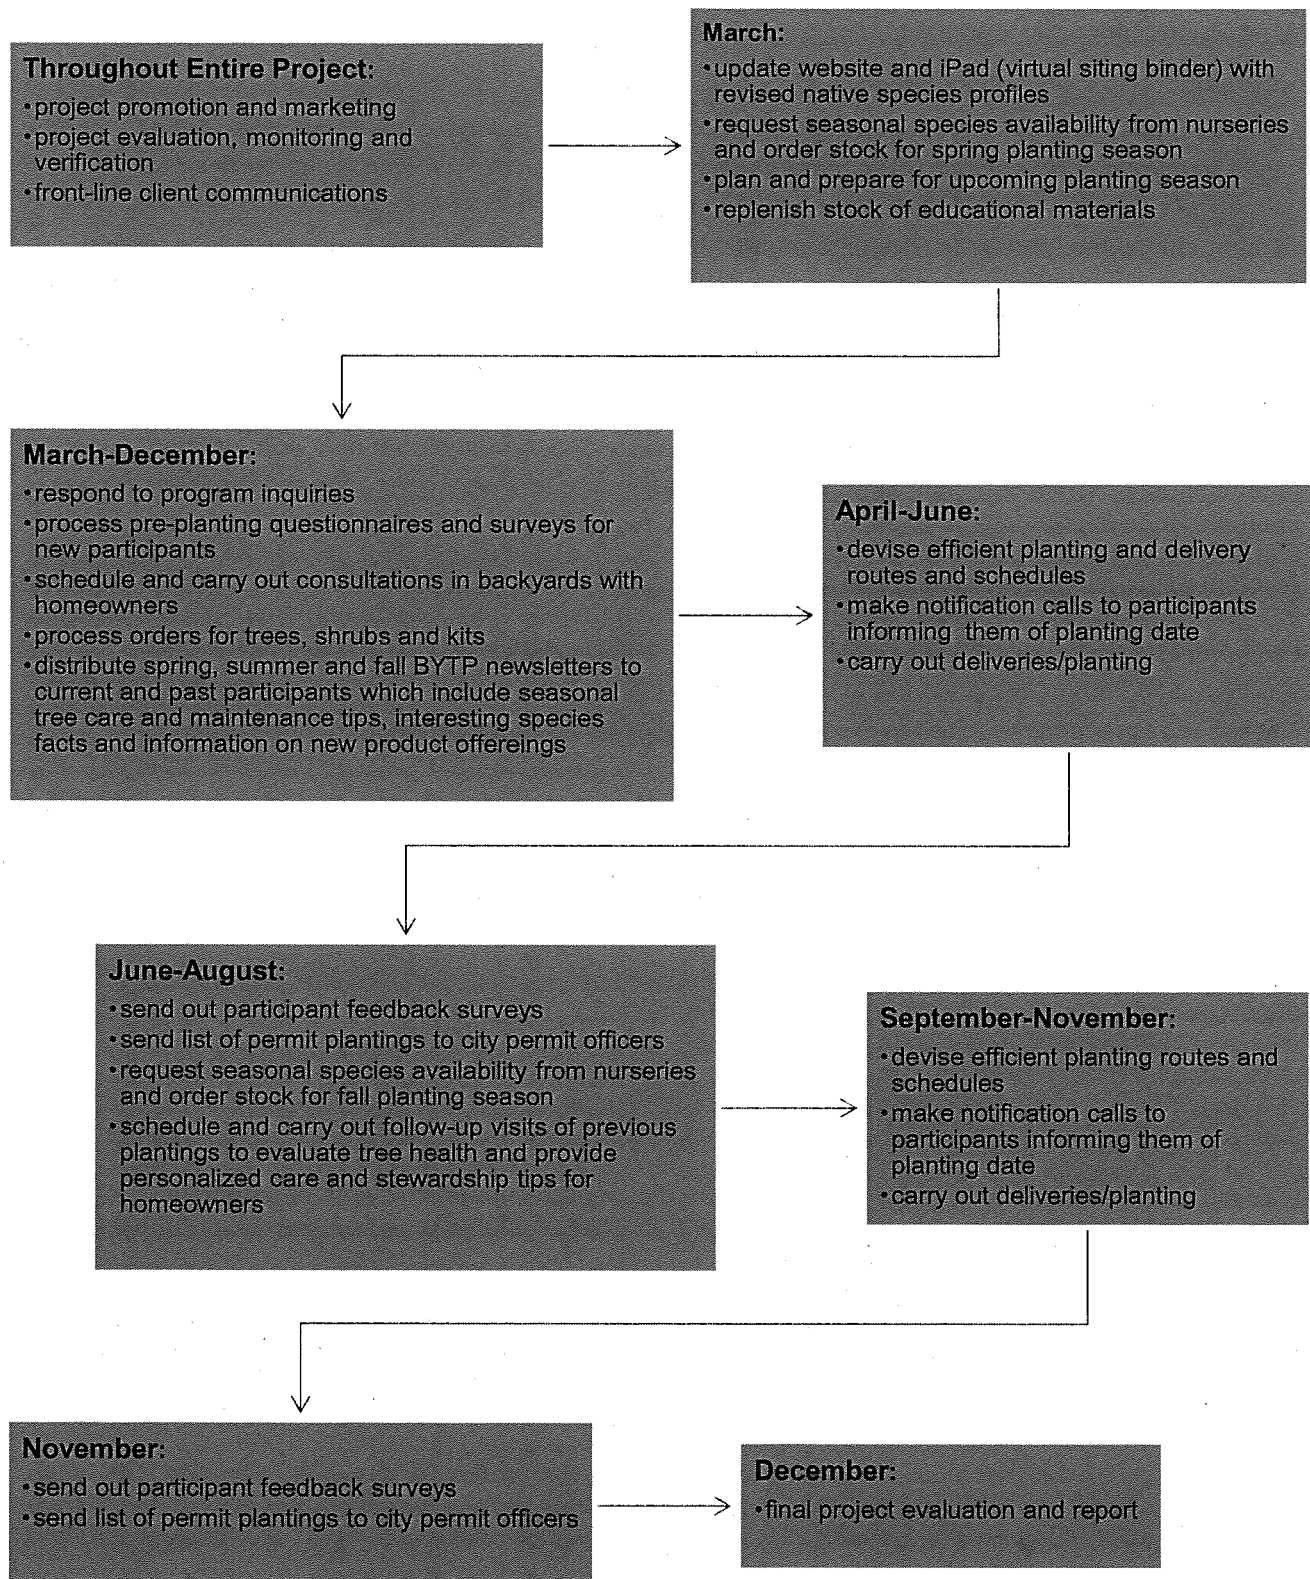 Throughout Entire Project:
•project promotion and marketing
•project evaluation, monitoring and
verification
•front-line client communications
March:
•update website and iPad (virtual siting binder) with
revised native species profiles
•request seasonal species availability from nurseries
and order stock for spring planting season
•plan and prepare for upcoming planting season
•replenish stock of educational materials
March-December:
•respond to program inquiries
•process pre-planting questionnaires and surveys for
new participants
•schedule and carry out consultations in backyards with
homeowners
•process orders for trees, shrubs and kits
•distribute spring, summer and fall BYTP newsletters to
current and past participants which include seasonal
tree care and maintenance tips, interesting species
facts and information on new product offereings
April-June:
•devise efficient planting and delivery
routes and schedules
•make notification calls to participants
informing them of planting date
•carry out deliveries/planting
June-August:
•send out participant feedback surveys
•send list of permit plantings to city permit officers
•request seasonal species availability from nurseries
and order stock for fall planting season
•schedule and carry out follow-up visits of previous
plantings to evaluate tree health and provide
personalized care and stewardship tips for
homeowners
September-November:
•devise efficient planting routes and
schedules
•make notification calls to
participants informing them of
planting date
•carry out deliveries/planting
November:
•send out participant feedback surveys
•send list of permit plantings to city permit officers
December:
•final project evaluation and report